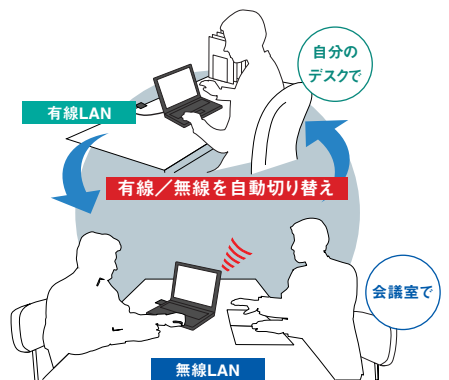 自分の
デスクで
有線LAN
有線／無線を自動切り替え
会議室で
無線LAN